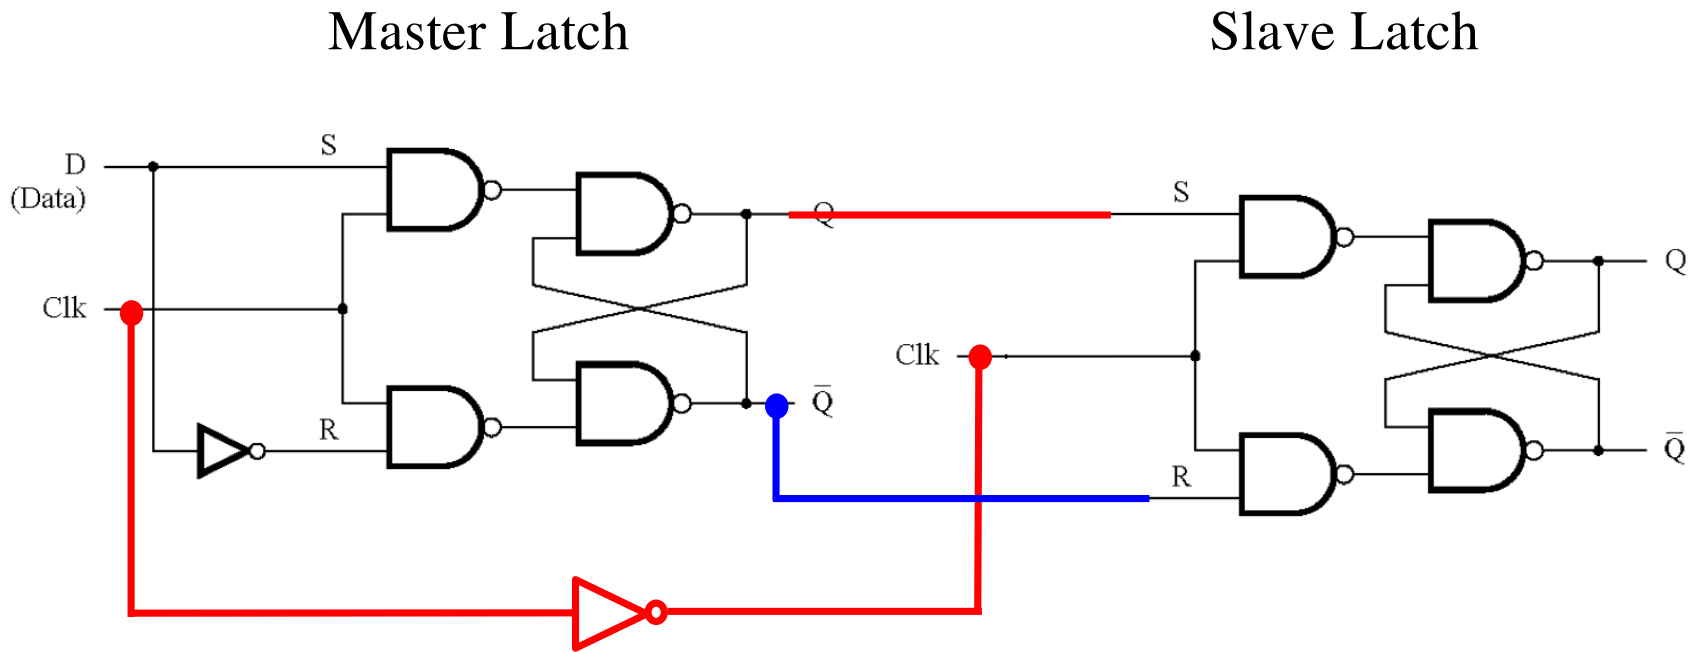 Master Latch
Slave Latch
D
(Data)
S
Clk
R
Q
Q̅
S
Clk
R
Q
Q̅